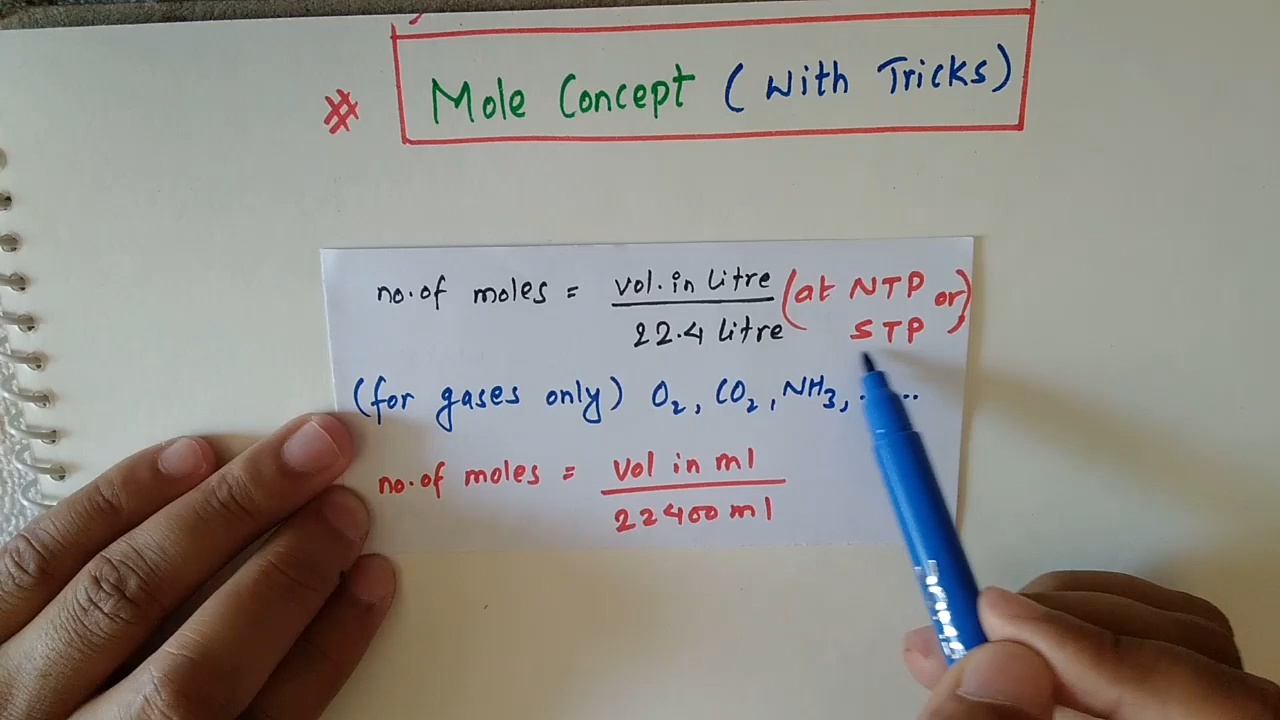 # Mole Concept (With Tricks)
no. of moles = vol. in Litre / 22.4 litre (at NTP or STP)
(for gases only) O₂, CO₂, NH₃, .....
no. of moles = Vol in ml / 22400 ml